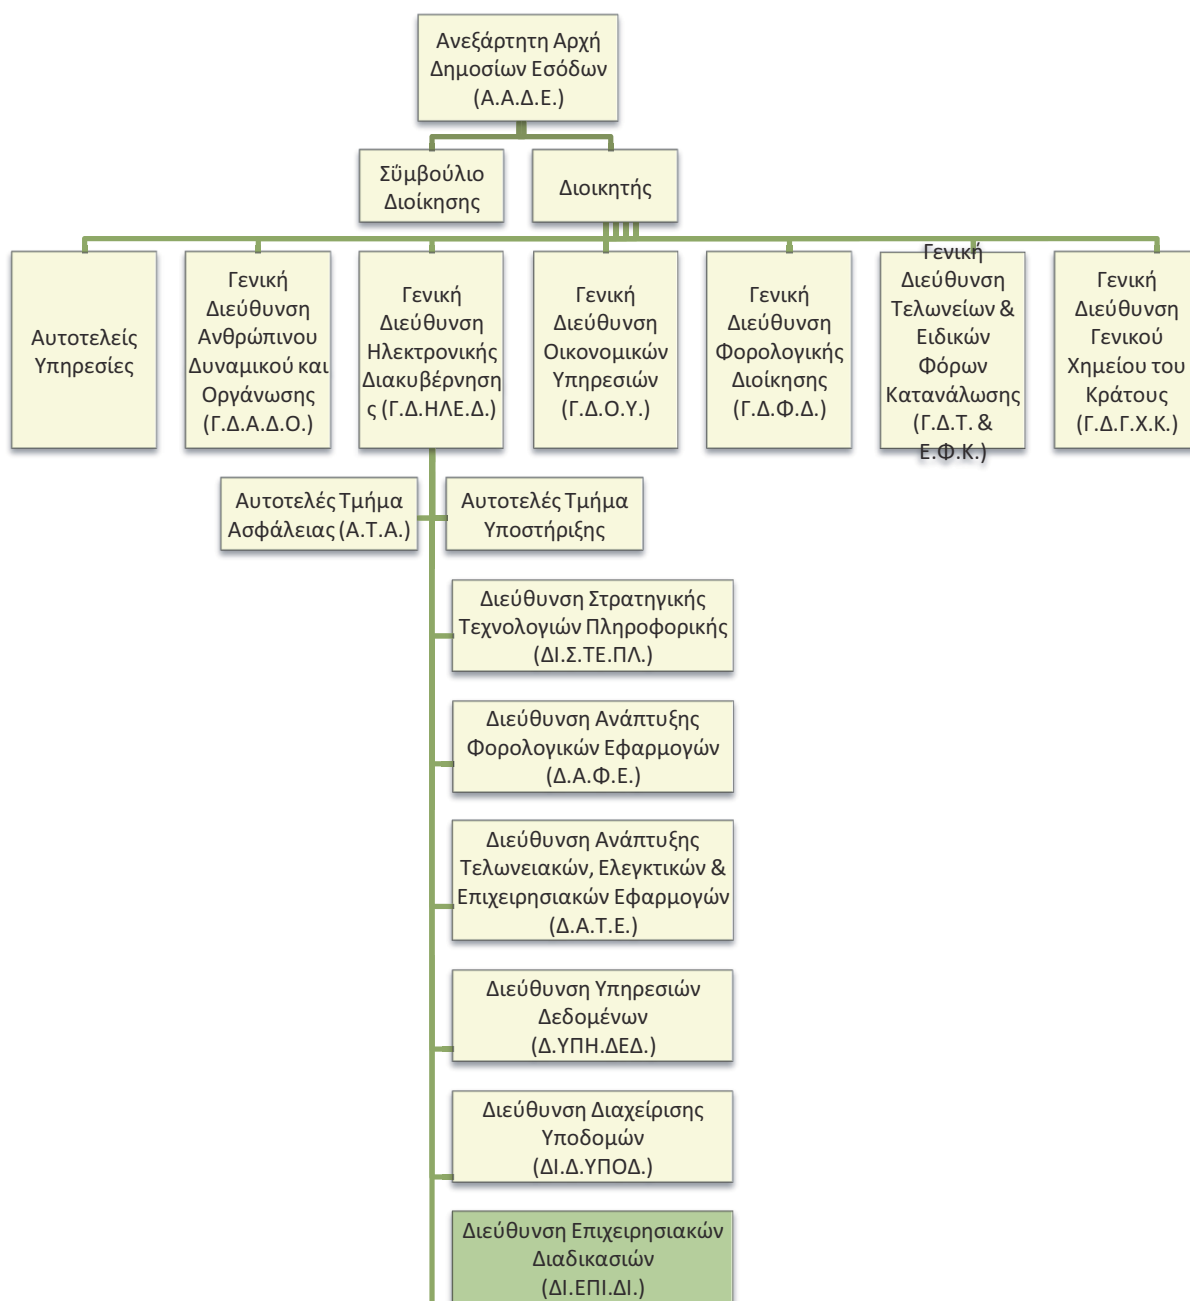 Ανεξάρτητη Αρχή
Δημοσίων Εσόδων
(Α.Α.Δ.Ε.)
Σΰμβούλιο
Διοίκησης
Διοικητής
Αυτοτελείς
Υπηρεσίες
Γενική
Διεύθυνση
Ανθρώπινου
Δυναμικού και
Οργάνωσης
(Γ.Δ.Α.Δ.Ο.)
Γενική
Διεύθυνση
Ηλεκτρονικής
Διακυβέρνηση
ς (Γ.Δ.ΗΛΕ.Δ.)
Γενική
Διεύθυνση
Οικονομικών
Υπηρεσιών
(Γ.Δ.Ο.Υ.)
Γενική
Διεύθυνση
Φορολογικής
Διοίκησης
(Γ.Δ.Φ.Δ.)
Γενική
Διεύθυνση
Τελωνείων &
Ειδικών
Φόρων
Κατανάλωσης
(Γ.Δ.Τ. &
Ε.Φ.Κ.)
Γενική
Διεύθυνση
Γενικού
Χημείου του
Κράτους
(Γ.Δ.Γ.Χ.Κ.)
Αυτοτελές Τμήμα
Ασφάλειας (Α.Τ.Α.)
Αυτοτελές Τμήμα
Υποστήριξης
Διεύθυνση Στρατηγικής
Τεχνολογιών Πληροφορικής
(ΔΙ.Σ.ΤΕ.ΠΛ.)
Διεύθυνση Ανάπτυξης
Φορολογικών Εφαρμογών
(Δ.Α.Φ.Ε.)
Διεύθυνση Ανάπτυξης
Τελωνειακών, Ελεγκτικών &
Επιχειρησιακών Εφαρμογών
(Δ.Α.Τ.Ε.)
Διεύθυνση Υπηρεσιών
Δεδομένων
(Δ.ΥΠΗ.ΔΕΔ.)
Διεύθυνση Διαχείρισης
Υποδομών
(ΔΙ.Δ.ΥΠΟΔ.)
Διεύθυνση Επιχειρησιακών
Διαδικασιών
(ΔΙ.ΕΠΙ.ΔΙ.)